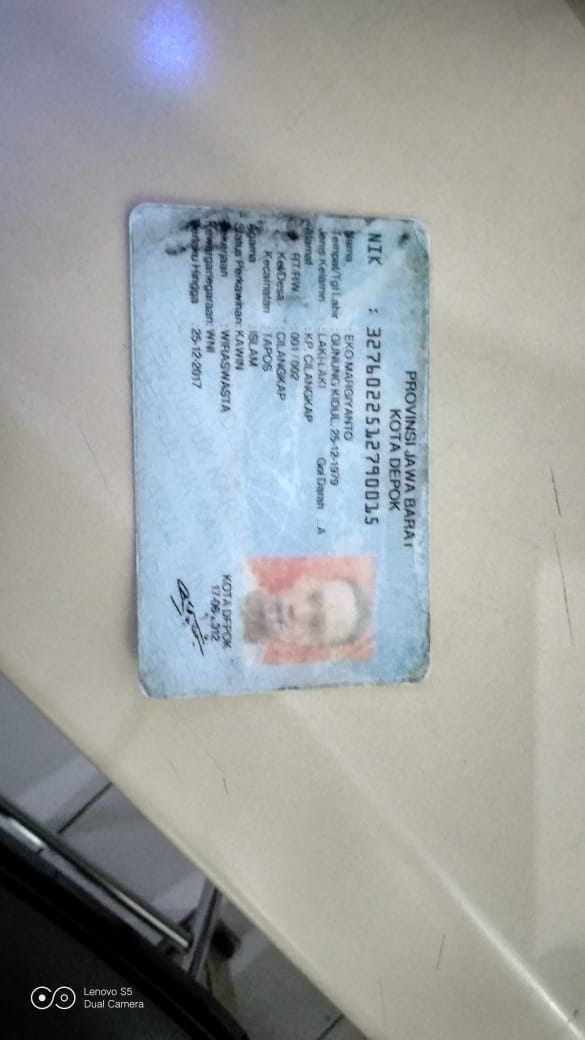 PROVINSI JAWA BARAT
KOTA DEPOK
NIK : 3276022512790015
Nama EKO MARGIYANTO
Tempat/Tgl Lahir : GUNUNG KIDUL, 25-12-1979
Jenis Kelamin : LAKI-LAKI Gol Darah : A
Alamat : KP. CILANGKAP
RT/RW : 001 / 002
Kel/Desa : CILANGKAP
Kecamatan : TAPOS
Agama : ISLAM
Status Perkawinan: KAWIN
Pekerjaan : WIRASWASTA
Kewarganegaraan: WNI
Berlaku Hingga 25-12-2017
KOTA DEPOK
17-06-2012
Lenovo S5
Dual Camera